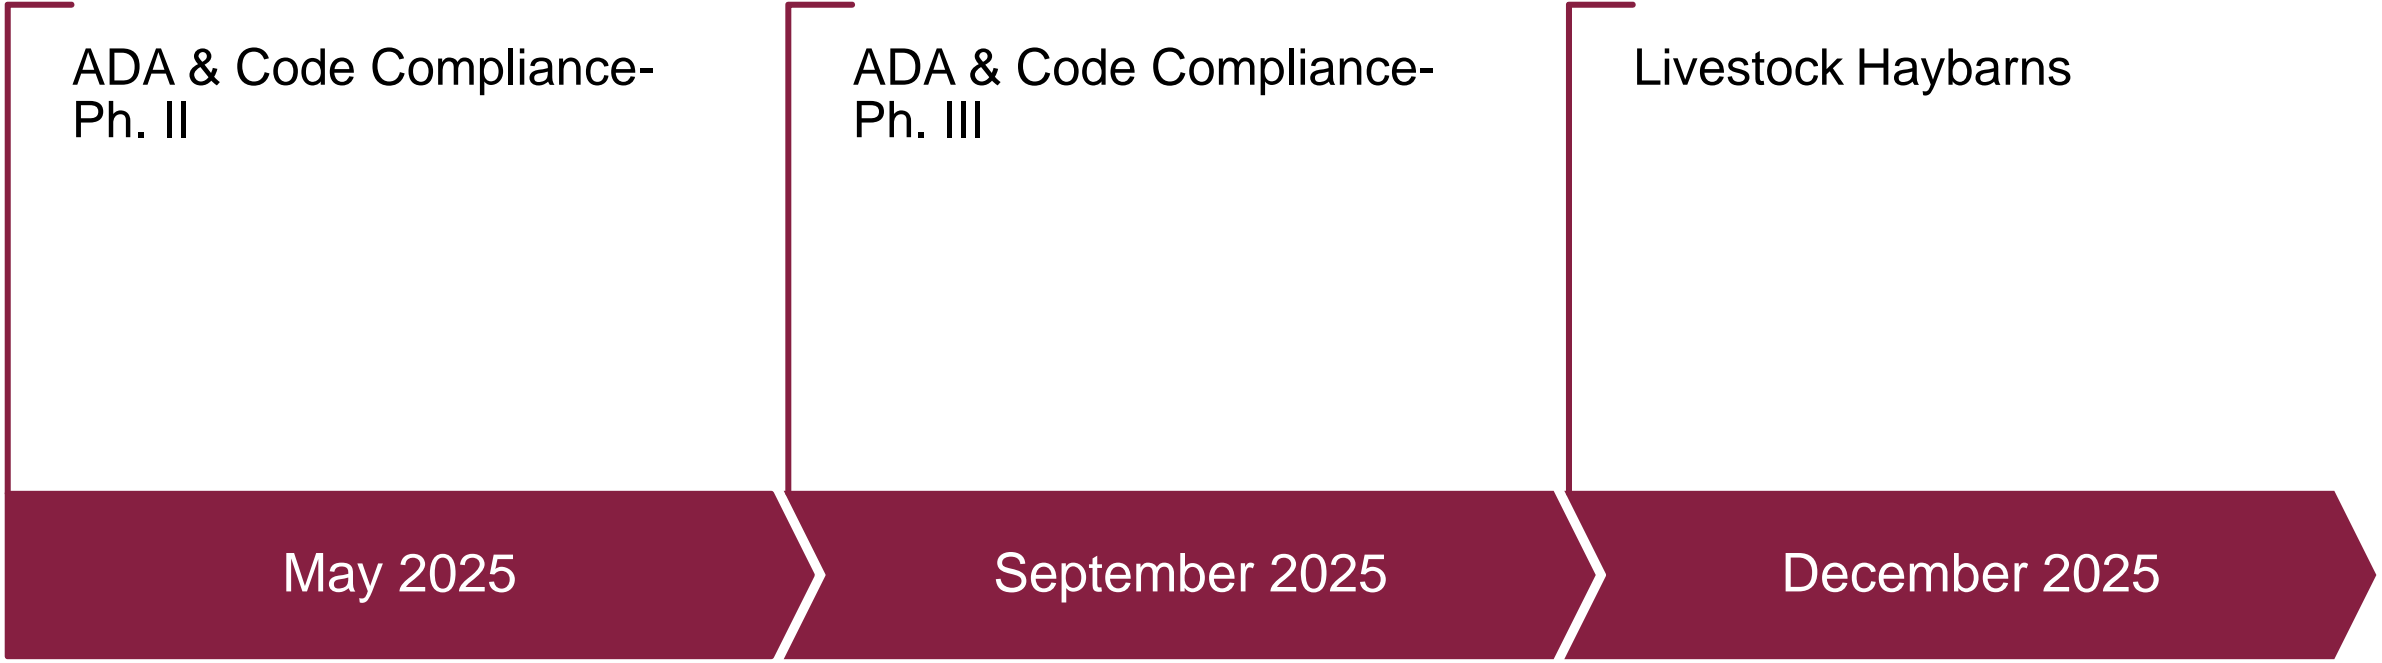 ADA & Code Compliance-
Ph. II
ADA & Code Compliance-
Ph. III
Livestock Haybarns
May 2025
September 2025
December 2025